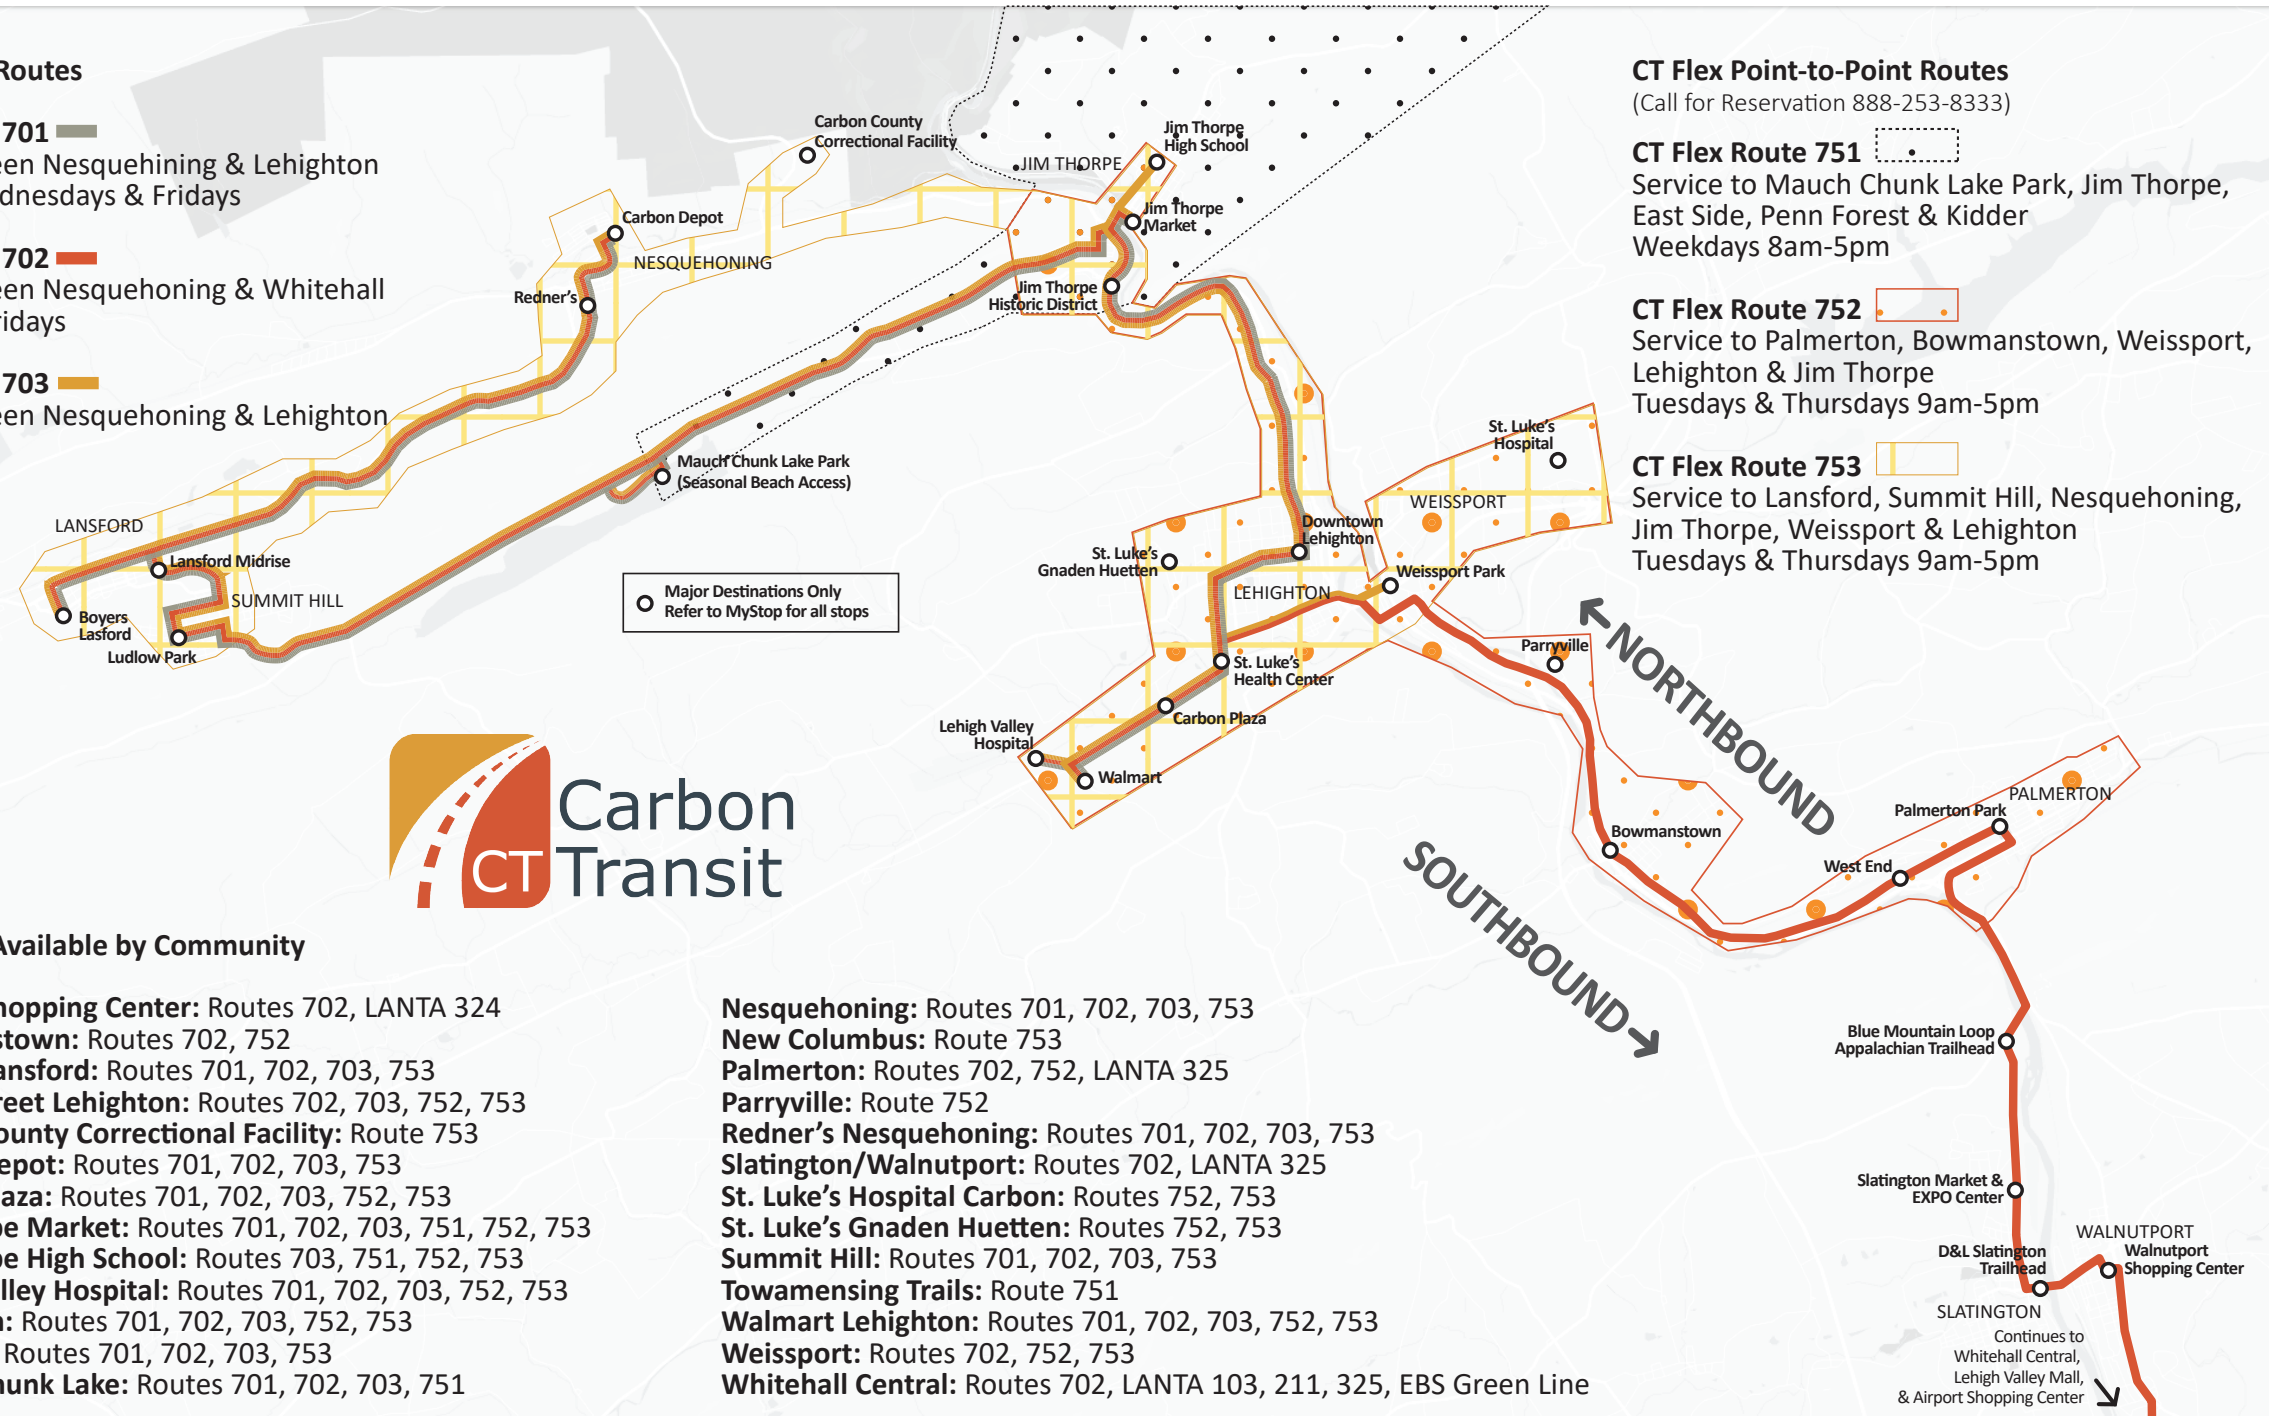 Routes
701
een Nesquehining & Lehighton
dnesdays & Fridays
702
een Nesquehoning & Whitehall
ridays
703
een Nesquehoning & Lehighton
CT Flex Point-to-Point Routes
(Call for Reservation 888-253-8333)
CT Flex Route 751
Service to Mauch Chunk Lake Park, Jim Thorpe,
East Side, Penn Forest & Kidder
Weekdays 8am-5pm
CT Flex Route 752
Service to Palmerton, Bowmanstown, Weissport,
Lehighton & Jim Thorpe
Tuesdays & Thursdays 9am-5pm
CT Flex Route 753
Service to Lansford, Summit Hill, Nesquehoning,
Jim Thorpe, Weissport & Lehighton
Tuesdays & Thursdays 9am-5pm
Carbon County
Correctional Facility
Jim Thorpe
High School
JIM THORPE
Jim Thorpe
Market
Carbon Depot
NESQUEHONING
Redner's
Jim Thorpe
Historic District
Mauch Chunk Lake Park
(Seasonal Beach Access)
LANSFORD
Lansford Midrise
SUMMIT HILL
Boyers
Lasford
Ludlow Park
Major Destinations Only
Refer to MyStop for all stops
St. Luke's
Hospital
WEISSPORT
Downtown
Lehighton
St. Luke's
Gnaden Huetten
Weissport Park
LEHIGHTON
St. Luke's
Health Center
Carbon Plaza
Lehigh Valley
Hospital
Walmart
Parryville
NORTHBOUND
SOUTHBOUND
Bowmanstown
PALMERTON
Palmerton Park
West End
Blue Mountain Loop
Appalachian Trailhead
Slatington Market &
EXPO Center
WALNUTPORT
Walnutport
Shopping Center
D&L Slatington
Trailhead
SLATINGTON
Continues to
Whitehall Central,
Lehigh Valley Mall,
& Airport Shopping Center
CT
Carbon
Transit
Available by Community
hopping Center: Routes 702, LANTA 324
stown: Routes 702, 752
ansford: Routes 701, 702, 703, 753
reet Lehighton: Routes 702, 703, 752, 753
ounty Correctional Facility: Route 753
epot: Routes 701, 702, 703, 753
laza: Routes 701, 702, 703, 752, 753
pe Market: Routes 701, 702, 703, 751, 752, 753
pe High School: Routes 703, 751, 752, 753
lley Hospital: Routes 701, 702, 703, 752, 753
n: Routes 701, 702, 703, 752, 753
Routes 701, 702, 703, 753
hunk Lake: Routes 701, 702, 703, 751
Nesquehoning: Routes 701, 702, 703, 753
New Columbus: Route 753
Palmerton: Routes 702, 752, LANTA 325
Parryville: Route 752
Redner's Nesquehoning: Routes 701, 702, 703, 753
Slatington/Walnutport: Routes 702, LANTA 325
St. Luke's Hospital Carbon: Routes 752, 753
St. Luke's Gnaden Huetten: Routes 752, 753
Summit Hill: Routes 701, 702, 703, 753
Towamensing Trails: Route 751
Walmart Lehighton: Routes 701, 702, 703, 752, 753
Weissport: Routes 702, 752, 753
Whitehall Central: Routes 702, LANTA 103, 211, 325, EBS Green Line